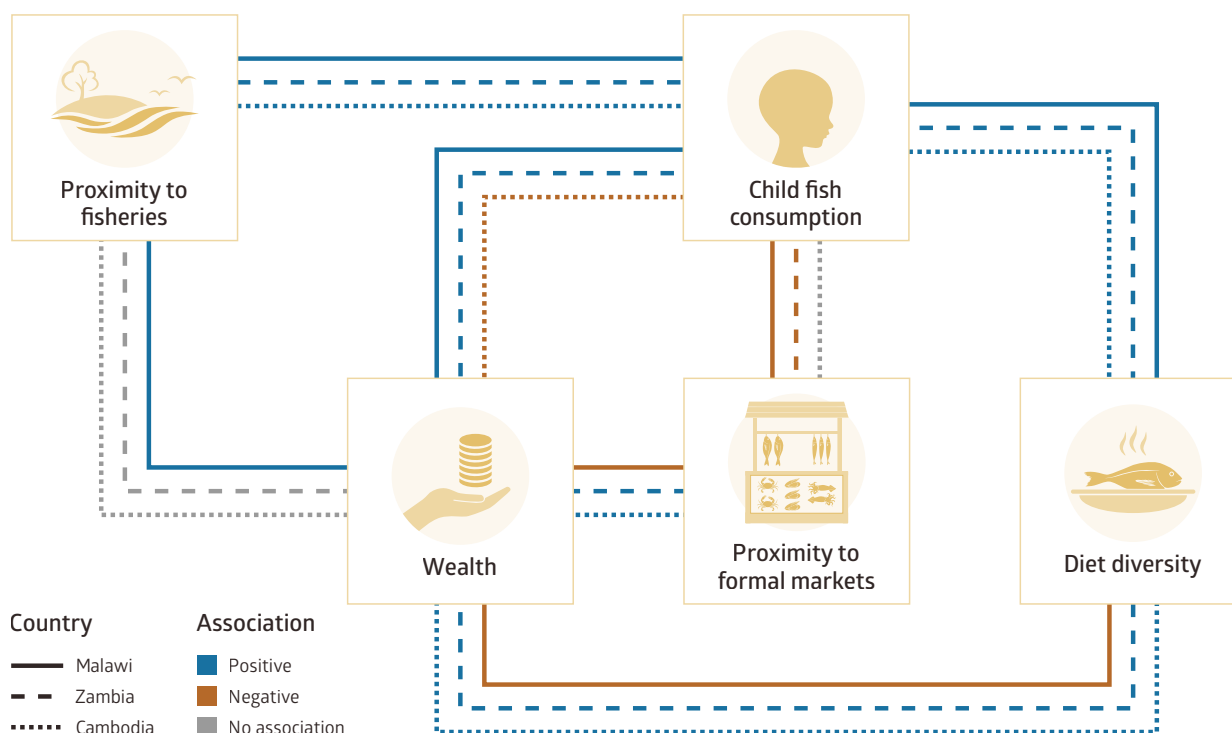 Proximity to
fisheries
Child fish
consumption
Wealth
Proximity to
formal markets
Diet diversity
Country
Malawi
Zambia
Cambodia
Association
Positive
Negative
No association